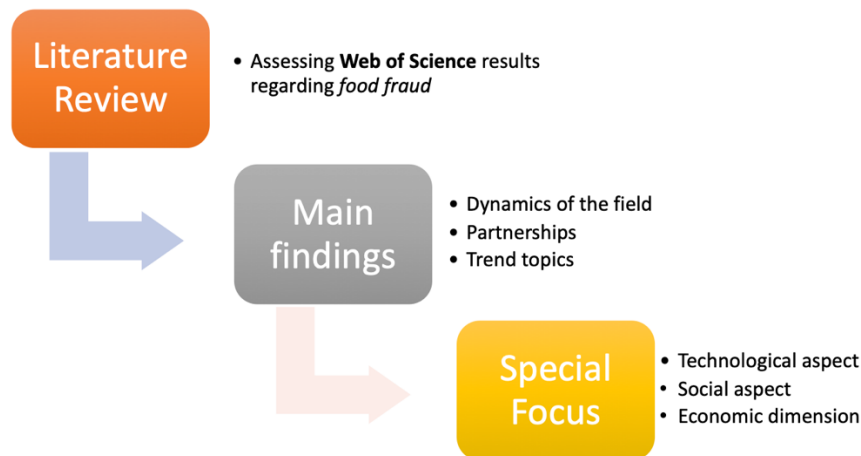 Literature
Review
• Assessing Web of Science results
regarding food fraud
Main
findings
• Dynamics of the field
• Partnerships
• Trend topics
Special
Focus
• Technological aspect
• Social aspect
• Economic dimension